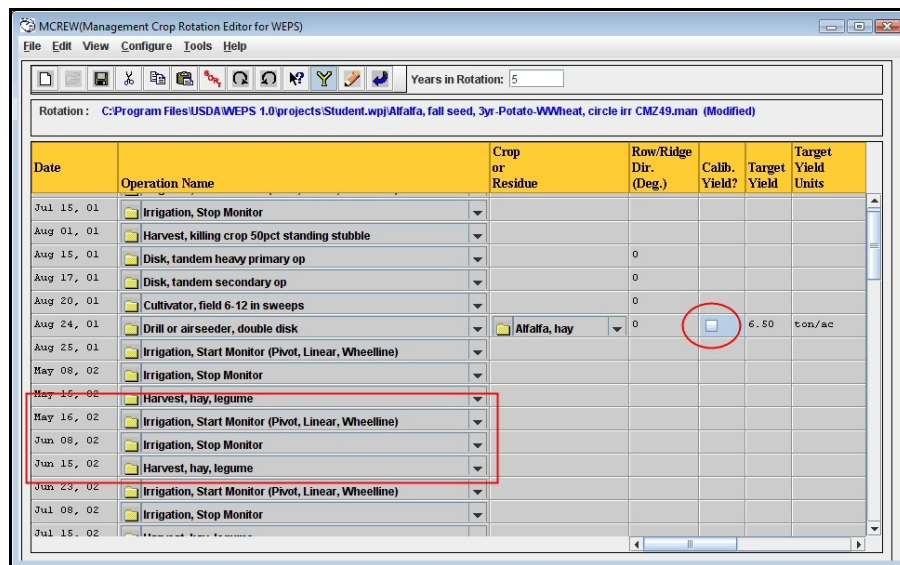 MCREW(Management Crop Rotation Editor for WEPS)
File Edit View Configure Tools Help
Years in Rotation: 5
Rotation : C:\Program Files\USDA\WEPS 1.0\projects\Student.wpj\Alfalfa, fall seed, 3yr-Potato-WWheat, circle irr CMZ49.man (Modified)
Date Operation Name Crop or Residue Row/Ridge Dir. (Deg.) Calib. Yield? Target Yield Target Yield Units
Jul 15, 01 Irrigation, Stop Monitor
Aug 01, 01 Harvest, killing crop 50pct standing stubble
Aug 15, 01 Disk, tandem heavy primary op 0
Aug 17, 01 Disk, tandem secondary op 0
Aug 20, 01 Cultivator, field 6-12 in sweeps 0
Aug 24, 01 Drill or airseeder, double disk Alfalfa, hay 0 6.50 ton/ac
Aug 25, 01 Irrigation, Start Monitor (Pivot, Linear, Wheelline)
May 08, 02 Irrigation, Stop Monitor
May 15, 02 Harvest, hay, legume
May 16, 02 Irrigation, Start Monitor (Pivot, Linear, Wheelline)
Jun 08, 02 Irrigation, Stop Monitor
Jun 15, 02 Harvest, hay, legume
Jun 23, 02 Irrigation, Start Monitor (Pivot, Linear, Wheelline)
Jul 08, 02 Irrigation, Stop Monitor
Jul 15, 02